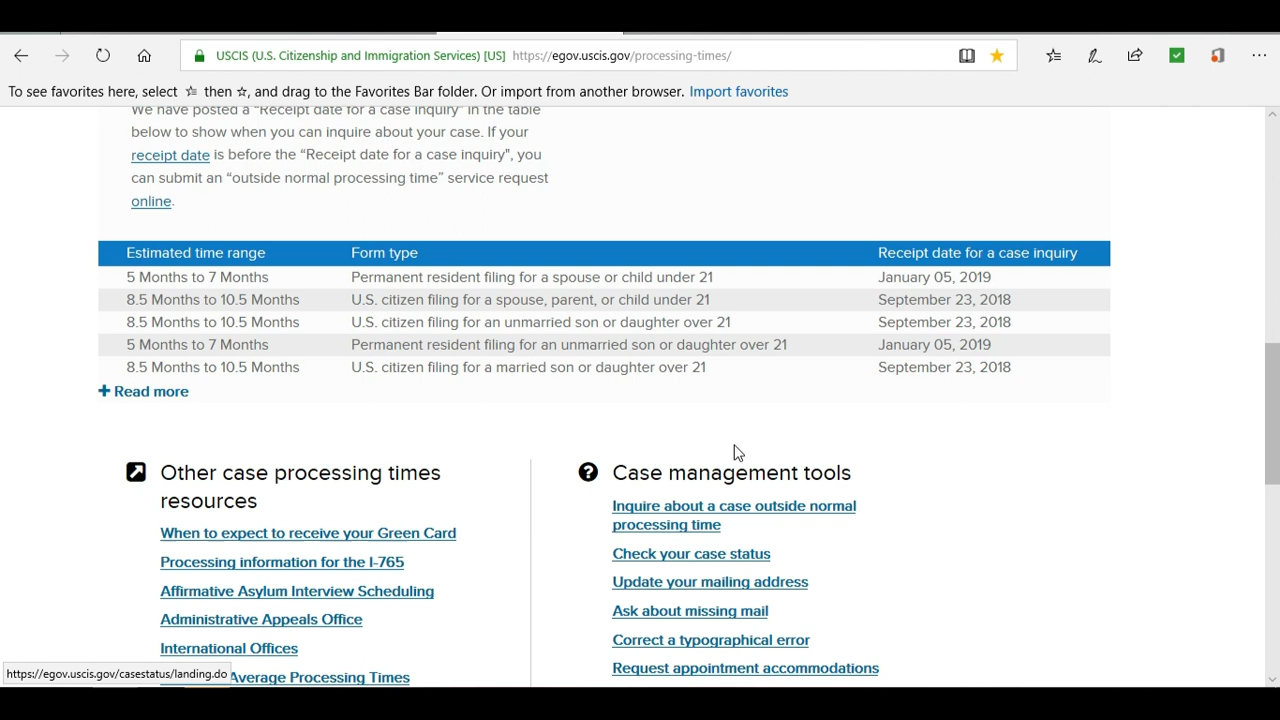 USCIS (U.S. Citizenship and Immigration Services) [US] https://egov.uscis.gov/processing-times/
To see favorites here, select ☆ then ☆, and drag to the Favorites Bar folder. Or import from another browser. Import favorites
We have posted a “Receipt date for a case inquiry” in the table
below to show when you can inquire about your case. If your
receipt date is before the “Receipt date for a case inquiry", you
can submit an “outside normal processing time” service request
online.
Estimated time range Form type Receipt date for a case inquiry
5 Months to 7 Months Permanent resident filing for a spouse or child under 21 January 05, 2019
8.5 Months to 10.5 Months U.S. citizen filing for a spouse, parent, or child under 21 September 23, 2018
8.5 Months to 10.5 Months U.S. citizen filing for an unmarried son or daughter over 21 September 23, 2018
5 Months to 7 Months Permanent resident filing for an unmarried son or daughter over 21 January 05, 2019
8.5 Months to 10.5 Months U.S. citizen filing for a married son or daughter over 21 September 23, 2018
+ Read more
Other case processing times
resources
When to expect to receive your Green Card
Processing information for the I-765
Affirmative Asylum Interview Scheduling
Administrative Appeals Office
International Offices
Average Processing Times
Case management tools
Inquire about a case outside normal
processing time
Check your case status
Update your mailing address
Ask about missing mail
Correct a typographical error
Request appointment accommodations
https://egov.uscis.gov/casestatus/landing.do